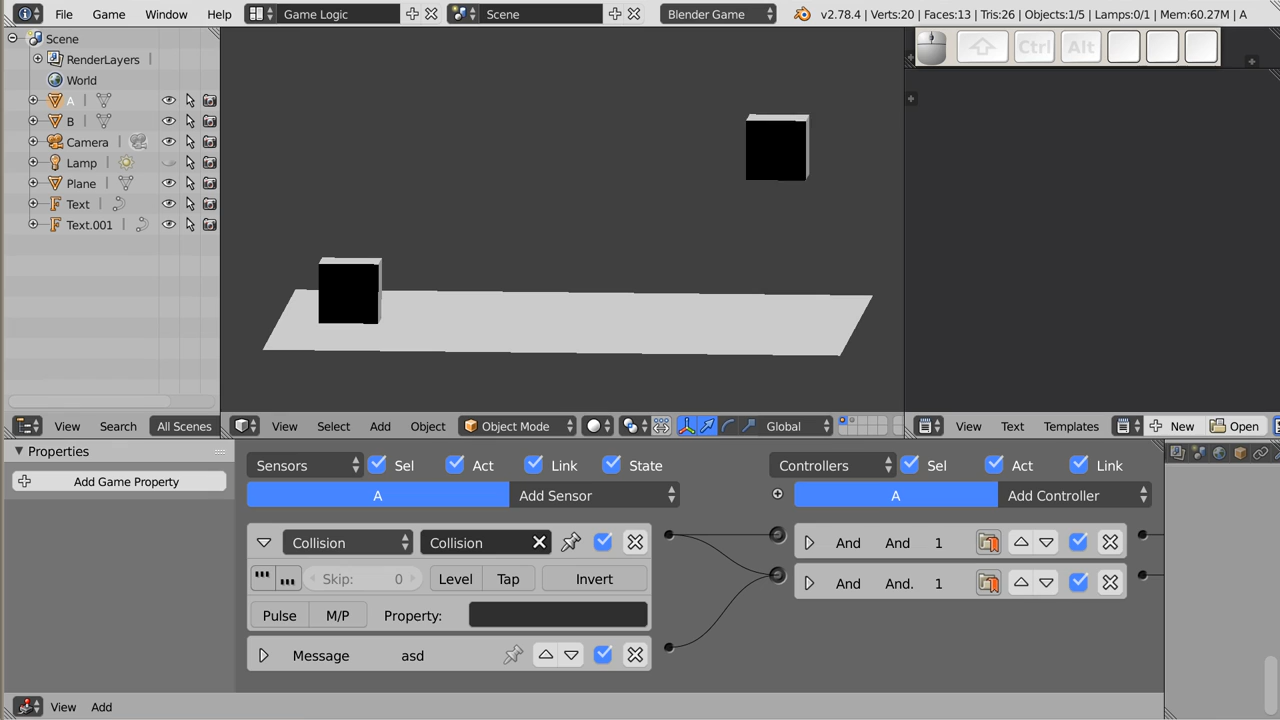 File Game Window Help Game Logic Scene Blender Game v2.78.4 | Verts:20 | Faces:13 | Tris:26 | Objects:1/5 | Lamps:0/1 | Mem:60.27M | A
Scene
RenderLayers
World
A
B
Camera
Lamp
Plane
Text
Text.001
Ctrl Alt
View Search All Scenes
View Select Add Object Object Mode Global
View Text Templates New Open
Properties
Add Game Property
Sensors Sel Act Link State
A Add Sensor
Collision Collision
Skip: 0 Level Tap Invert
Pulse M/P Property:
Message asd
Controllers Sel Act Link
A Add Controller
And And 1
And And. 1
View Add